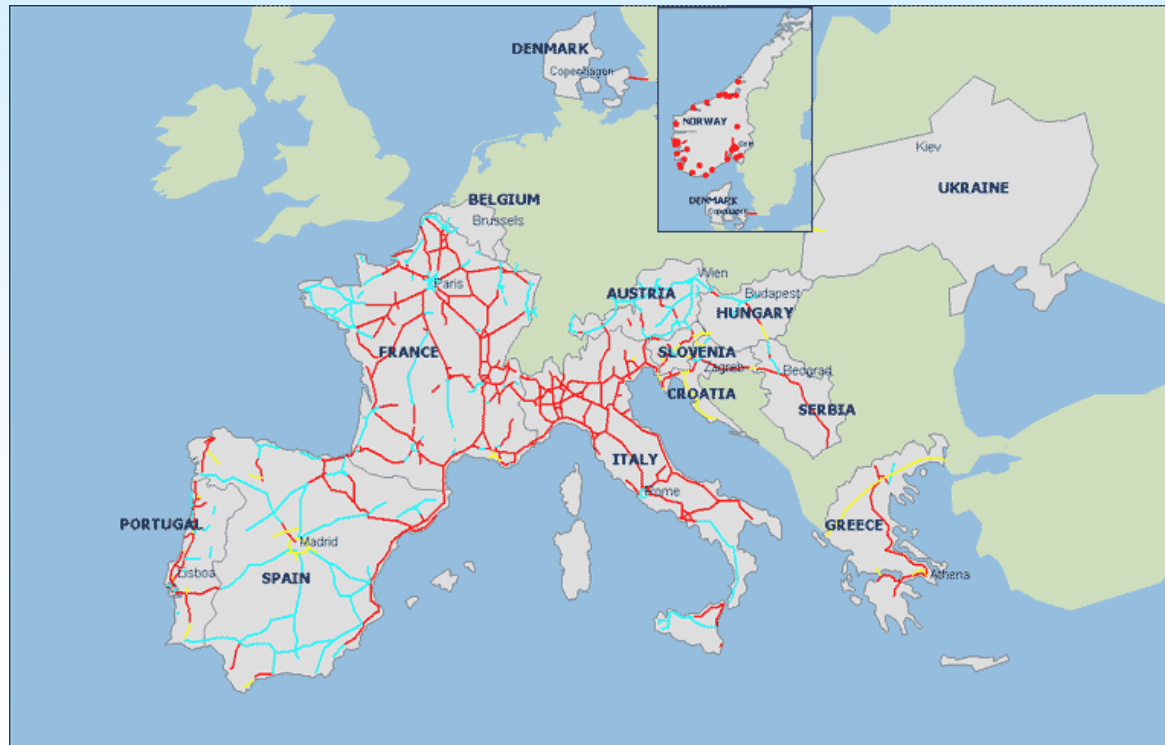 DENMARK
Copenhagen
NORWAY
DENMARK
Kiev
UKRAINE
BELGIUM
Brussels
Paris
Wien
AUSTRIA
Budapest
HUNGARY
FRANCE
SLOVENIA
Zagreb
Beograd
CROATIA
SERBIA
ITALY
Rome
PORTUGAL
Madrid
GREECE
Lisboa
SPAIN
Athena